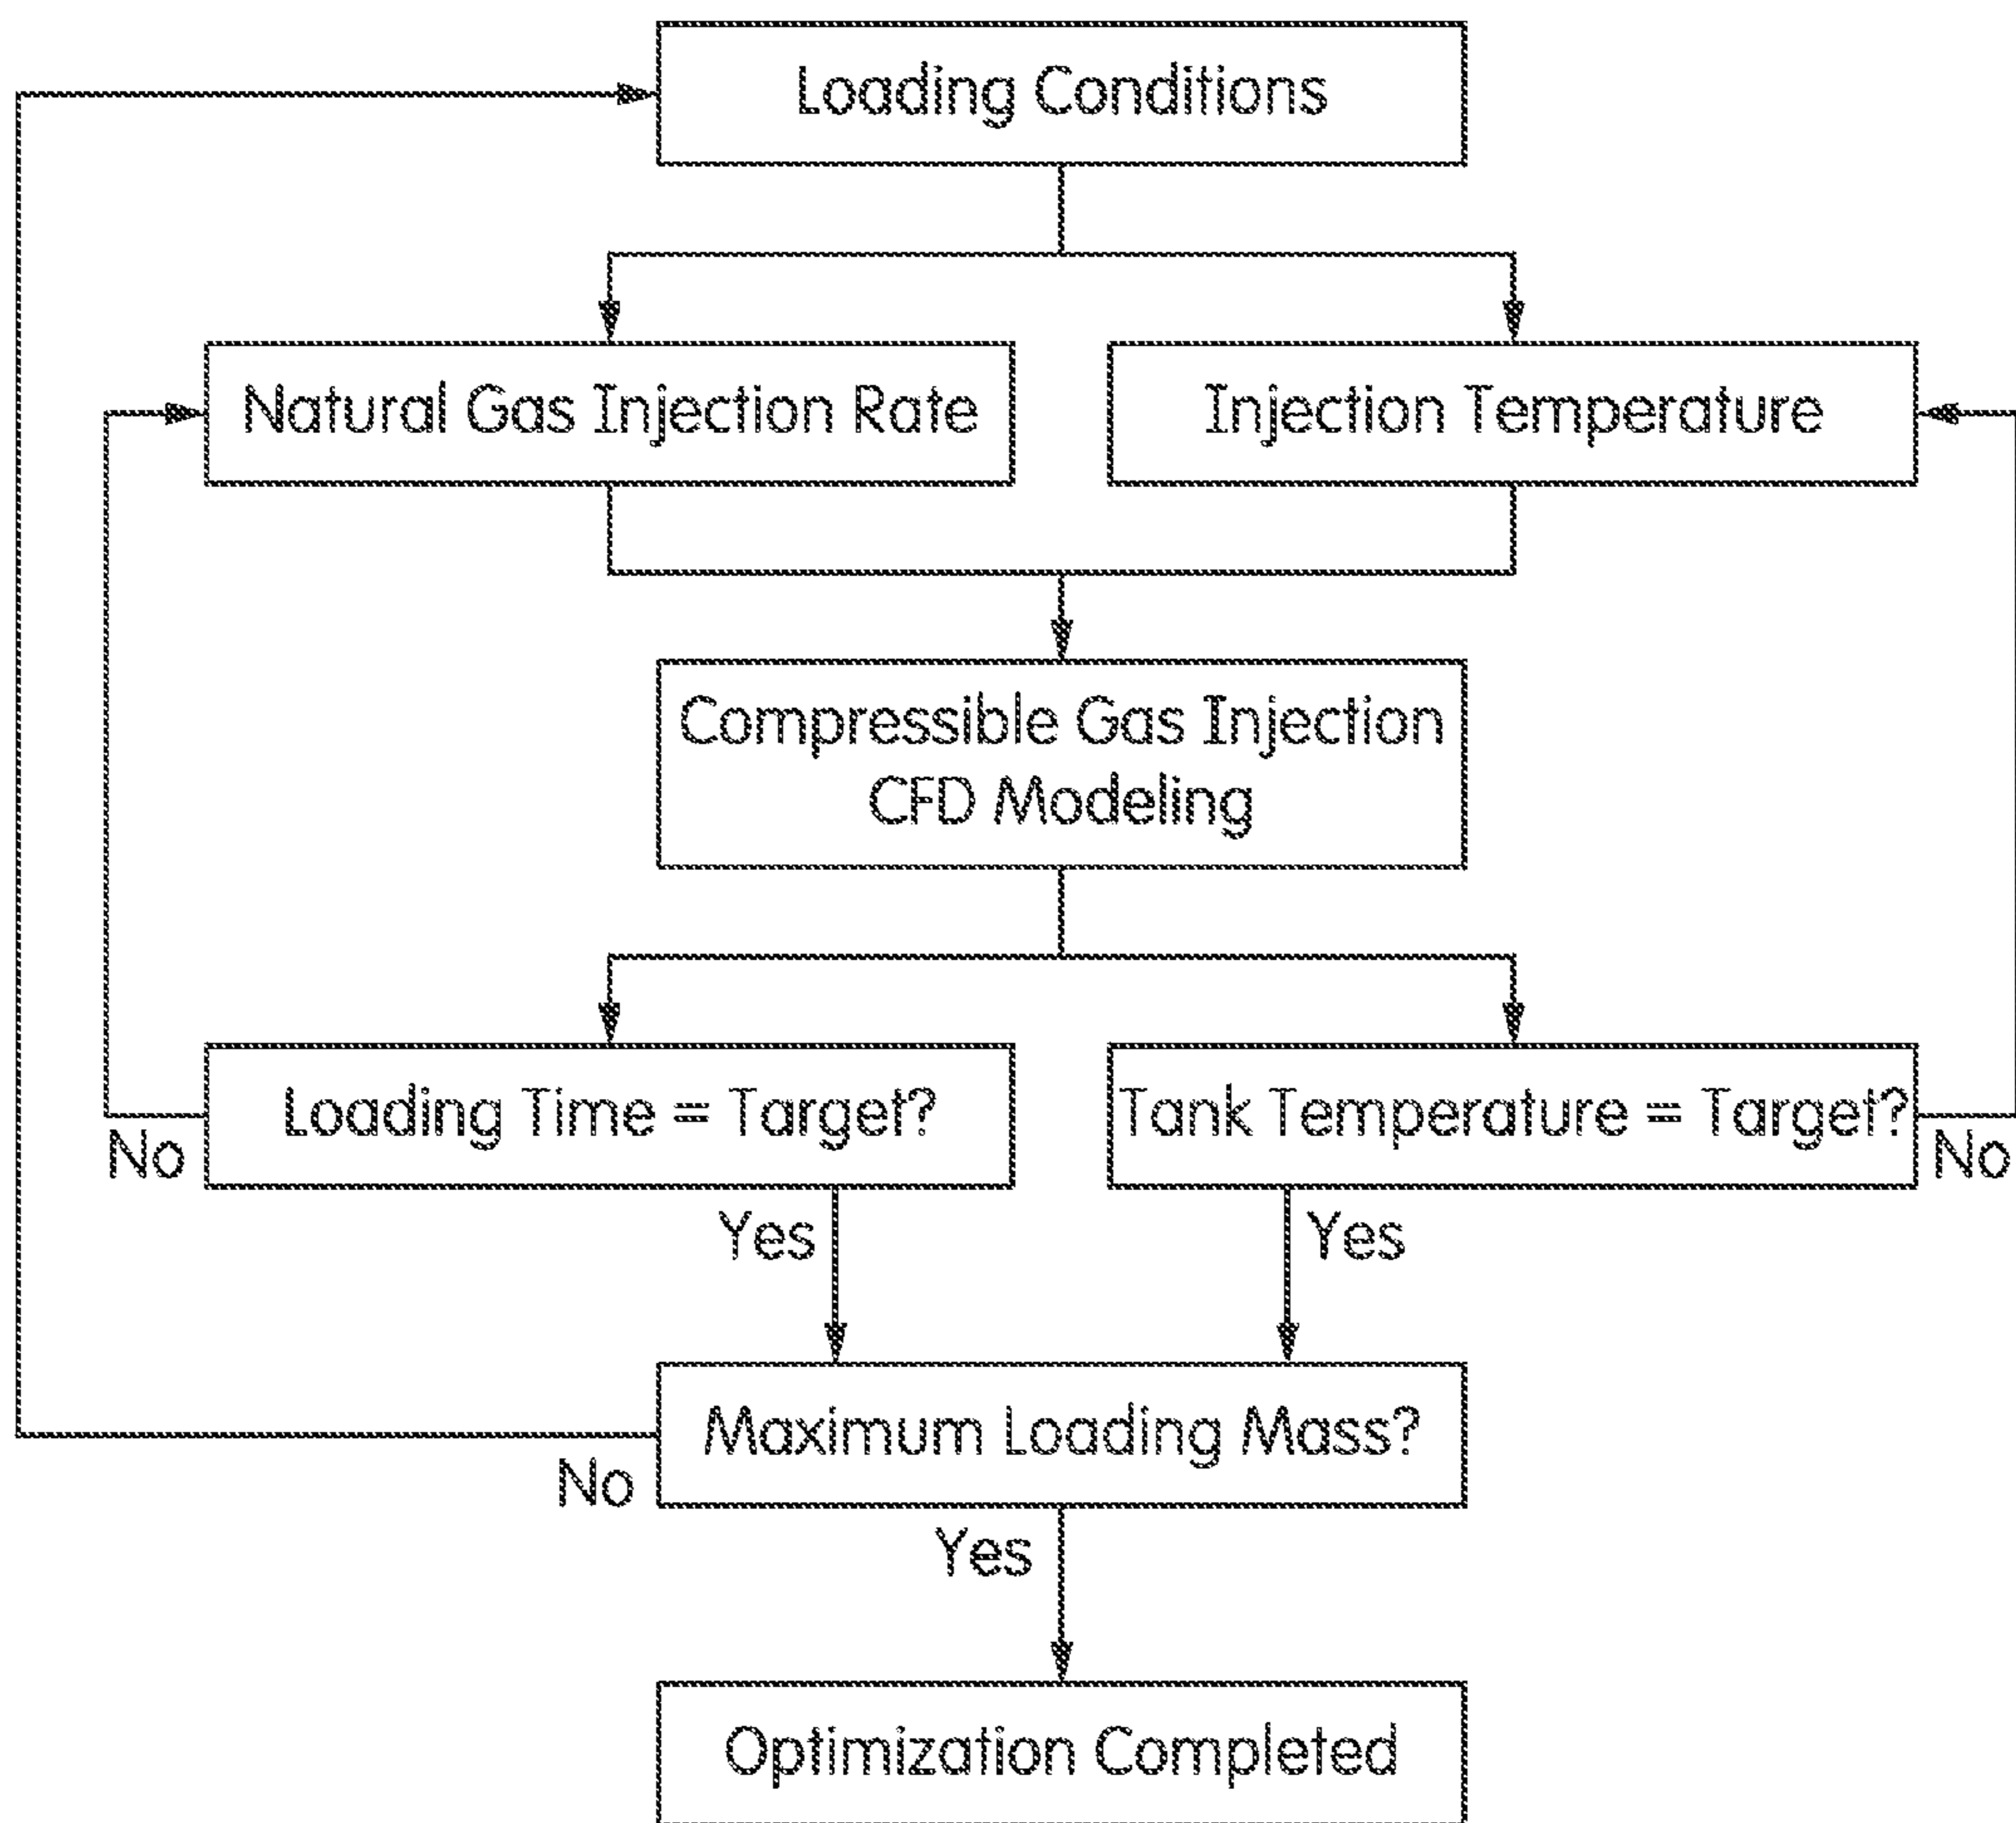 Loading Conditions
Natural Gas Injection Rate
Injection Temperature
Compressible Gas Injection
CFD Modeling
Loading Time = Target?
Tank Temperature = Target?
No
No
Yes
Yes
Maximum Loading Mass?
No
Yes
Optimization Completed